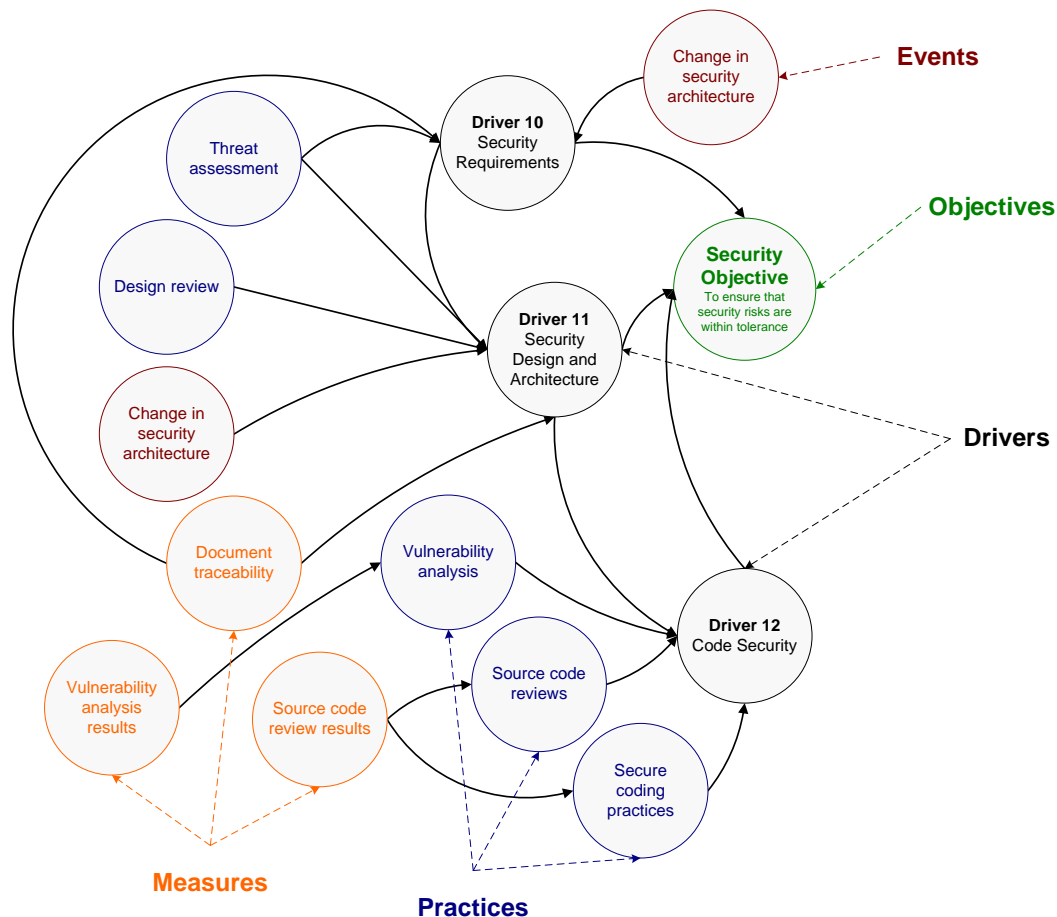 Change in
security
architecture
Events
Driver 10
Security
Requirements
Threat
assessment
Objectives
Security
Objective
To ensure that
security risks are
within tolerance
Design review
Driver 11
Security
Design and
Architecture
Change in
security
architecture
Drivers
Document
traceability
Vulnerability
analysis
Driver 12
Code Security
Vulnerability
analysis
results
Source code
review results
Source code
reviews
Secure
coding
practices
Measures
Practices